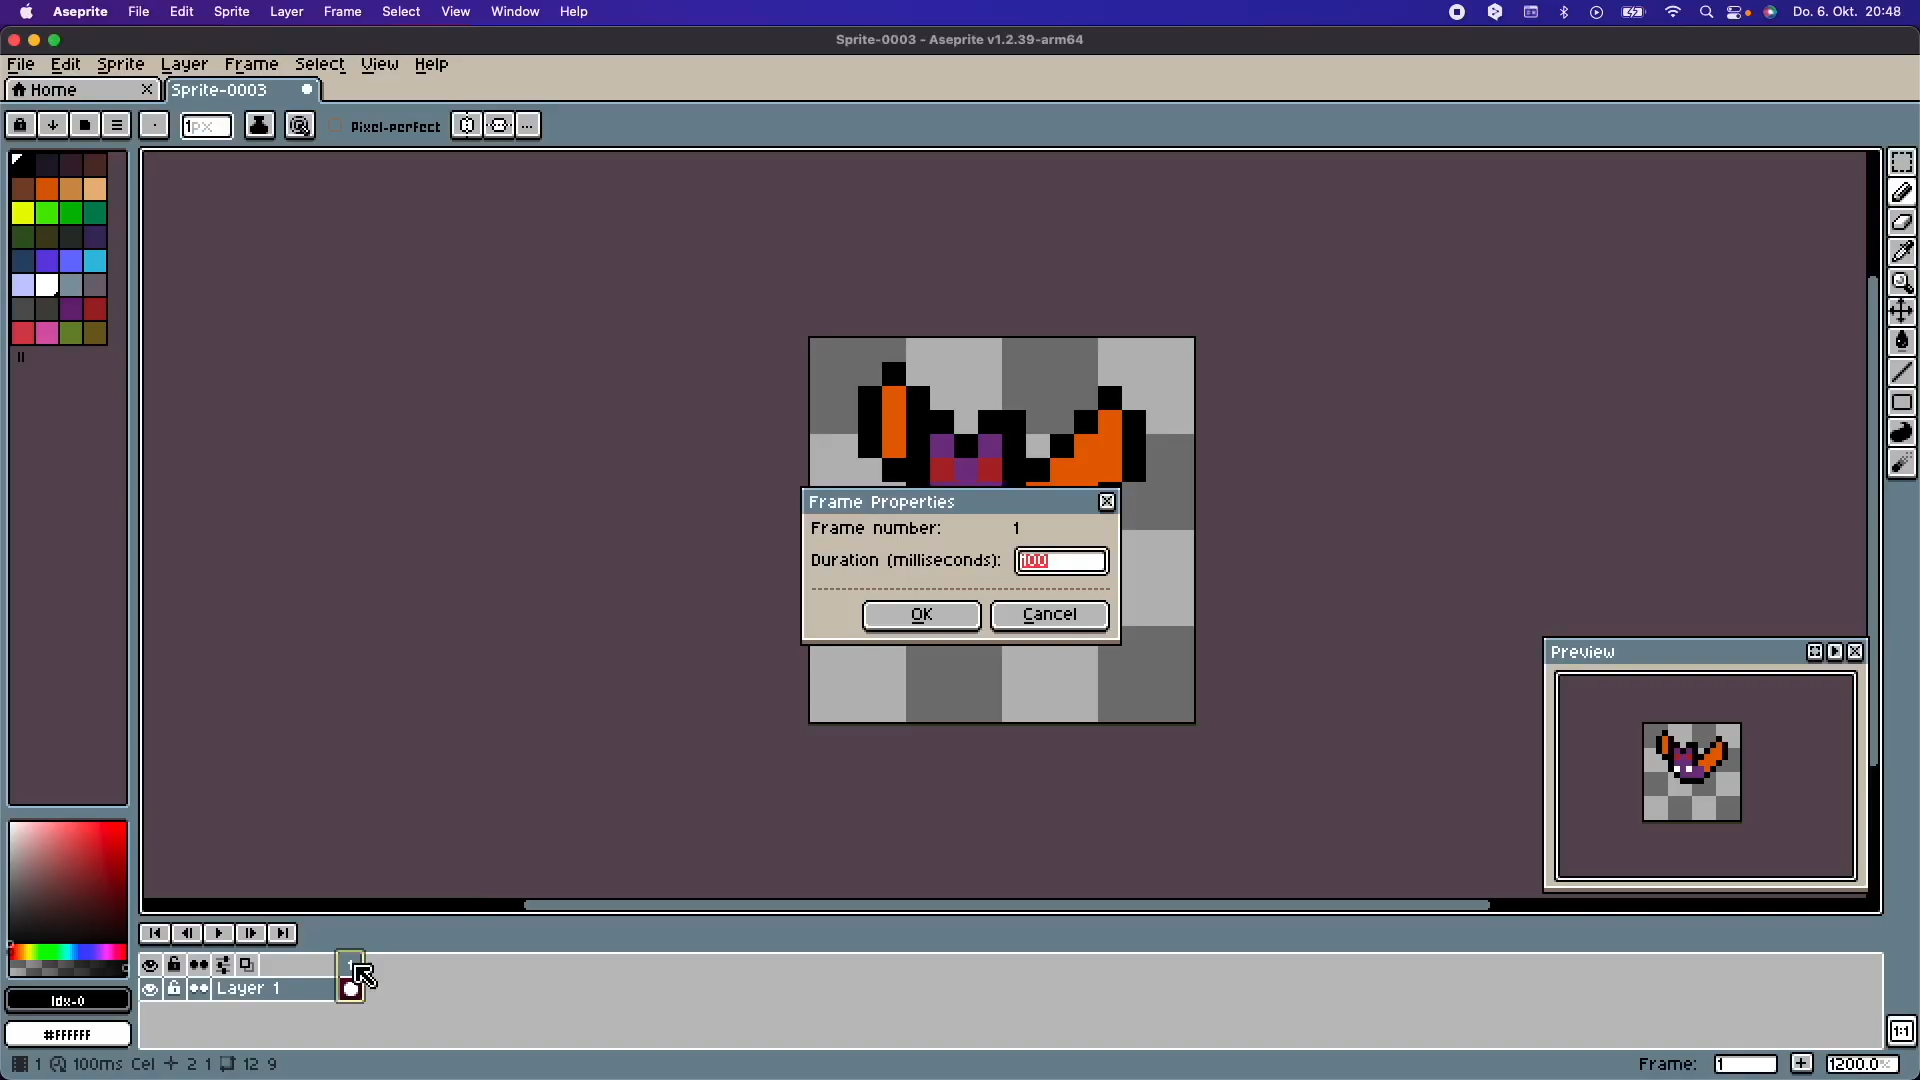 Aseprite File Edit Sprite Layer Frame Select View Window Help Do. 6. Okt. 20:48
Sprite-0003 - Aseprite v1.2.39-arm64
File Edit Sprite Layer Frame Select View Help
Home Sprite-0003
1px Pixel-perfect ...
Frame Properties
Frame number: 1
Duration (milliseconds): 100
OK Cancel
Preview
1
Layer 1
Idx-0
#FFFFFF
1:1
1 100ms Cel 2 1 12 9 Frame: 1 + 1200.0%